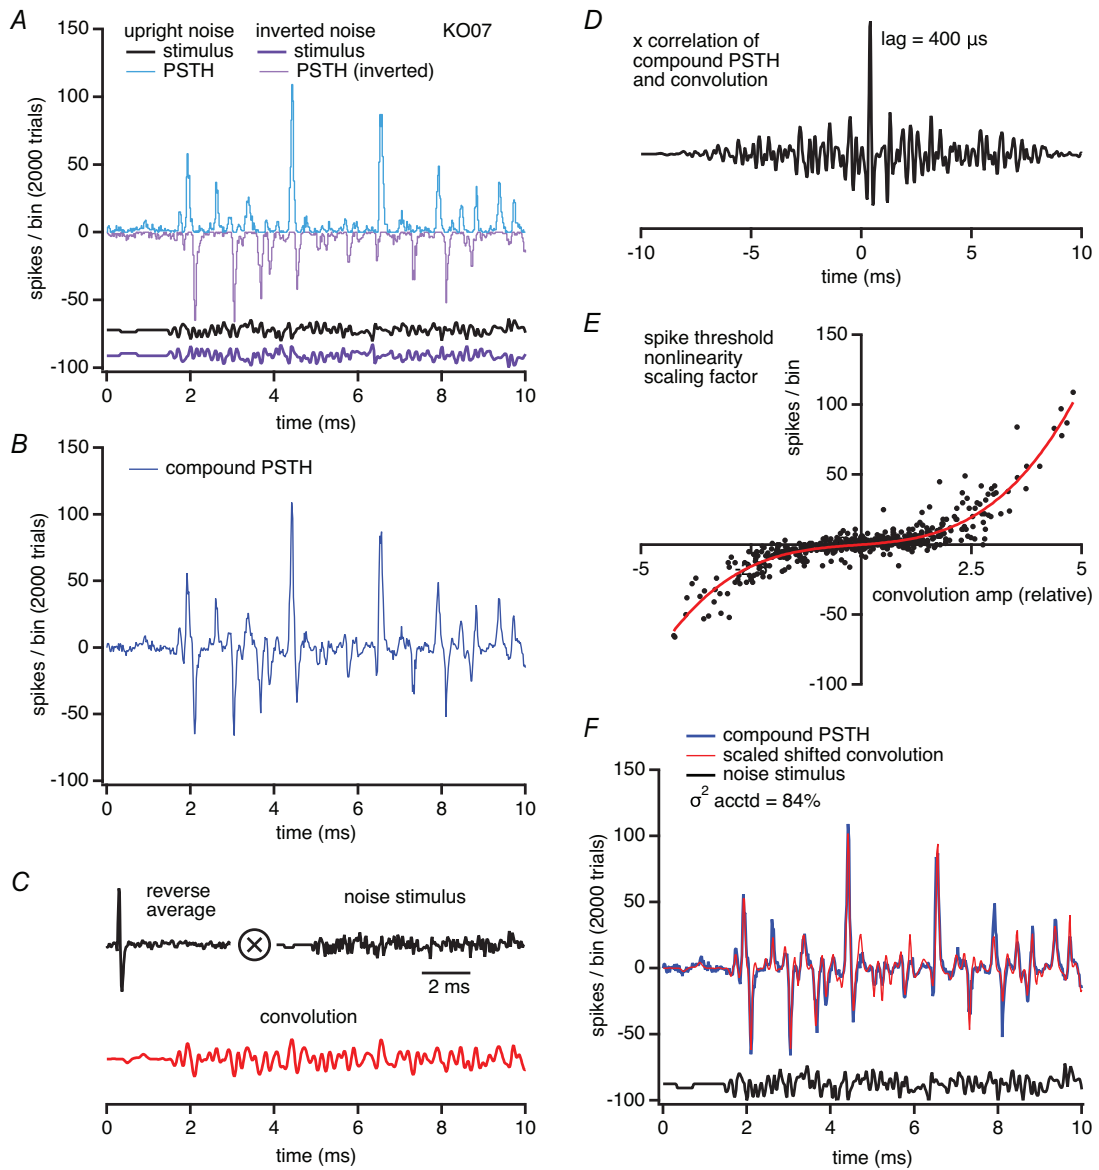 A
upright noise
inverted noise
KO07
stimulus
stimulus
PSTH
PSTH (inverted)
150
100
50
0
-50
-100
spikes / bin (2000 trials)
0
2
4
6
8
10
time (ms)
B
compound PSTH
150
100
50
0
-50
-100
spikes / bin (2000 trials)
0
2
4
6
8
10
time (ms)
C
reverse
average
noise stimulus
2 ms
convolution
0
2
4
6
8
10
time (ms)
D
x correlation of
compound PSTH
and convolution
lag = 400 µs
-10
-5
0
5
10
time (ms)
E
spike threshold
nonlinearity
scaling factor
spikes / bin
150
100
50
-50
-100
-5
2.5
5
convolution amp (relative)
F
compound PSTH
scaled shifted convolution
noise stimulus
σ2 acctd = 84%
150
100
50
0
-50
-100
spikes / bin (2000 trials)
0
2
4
6
8
10
time (ms)